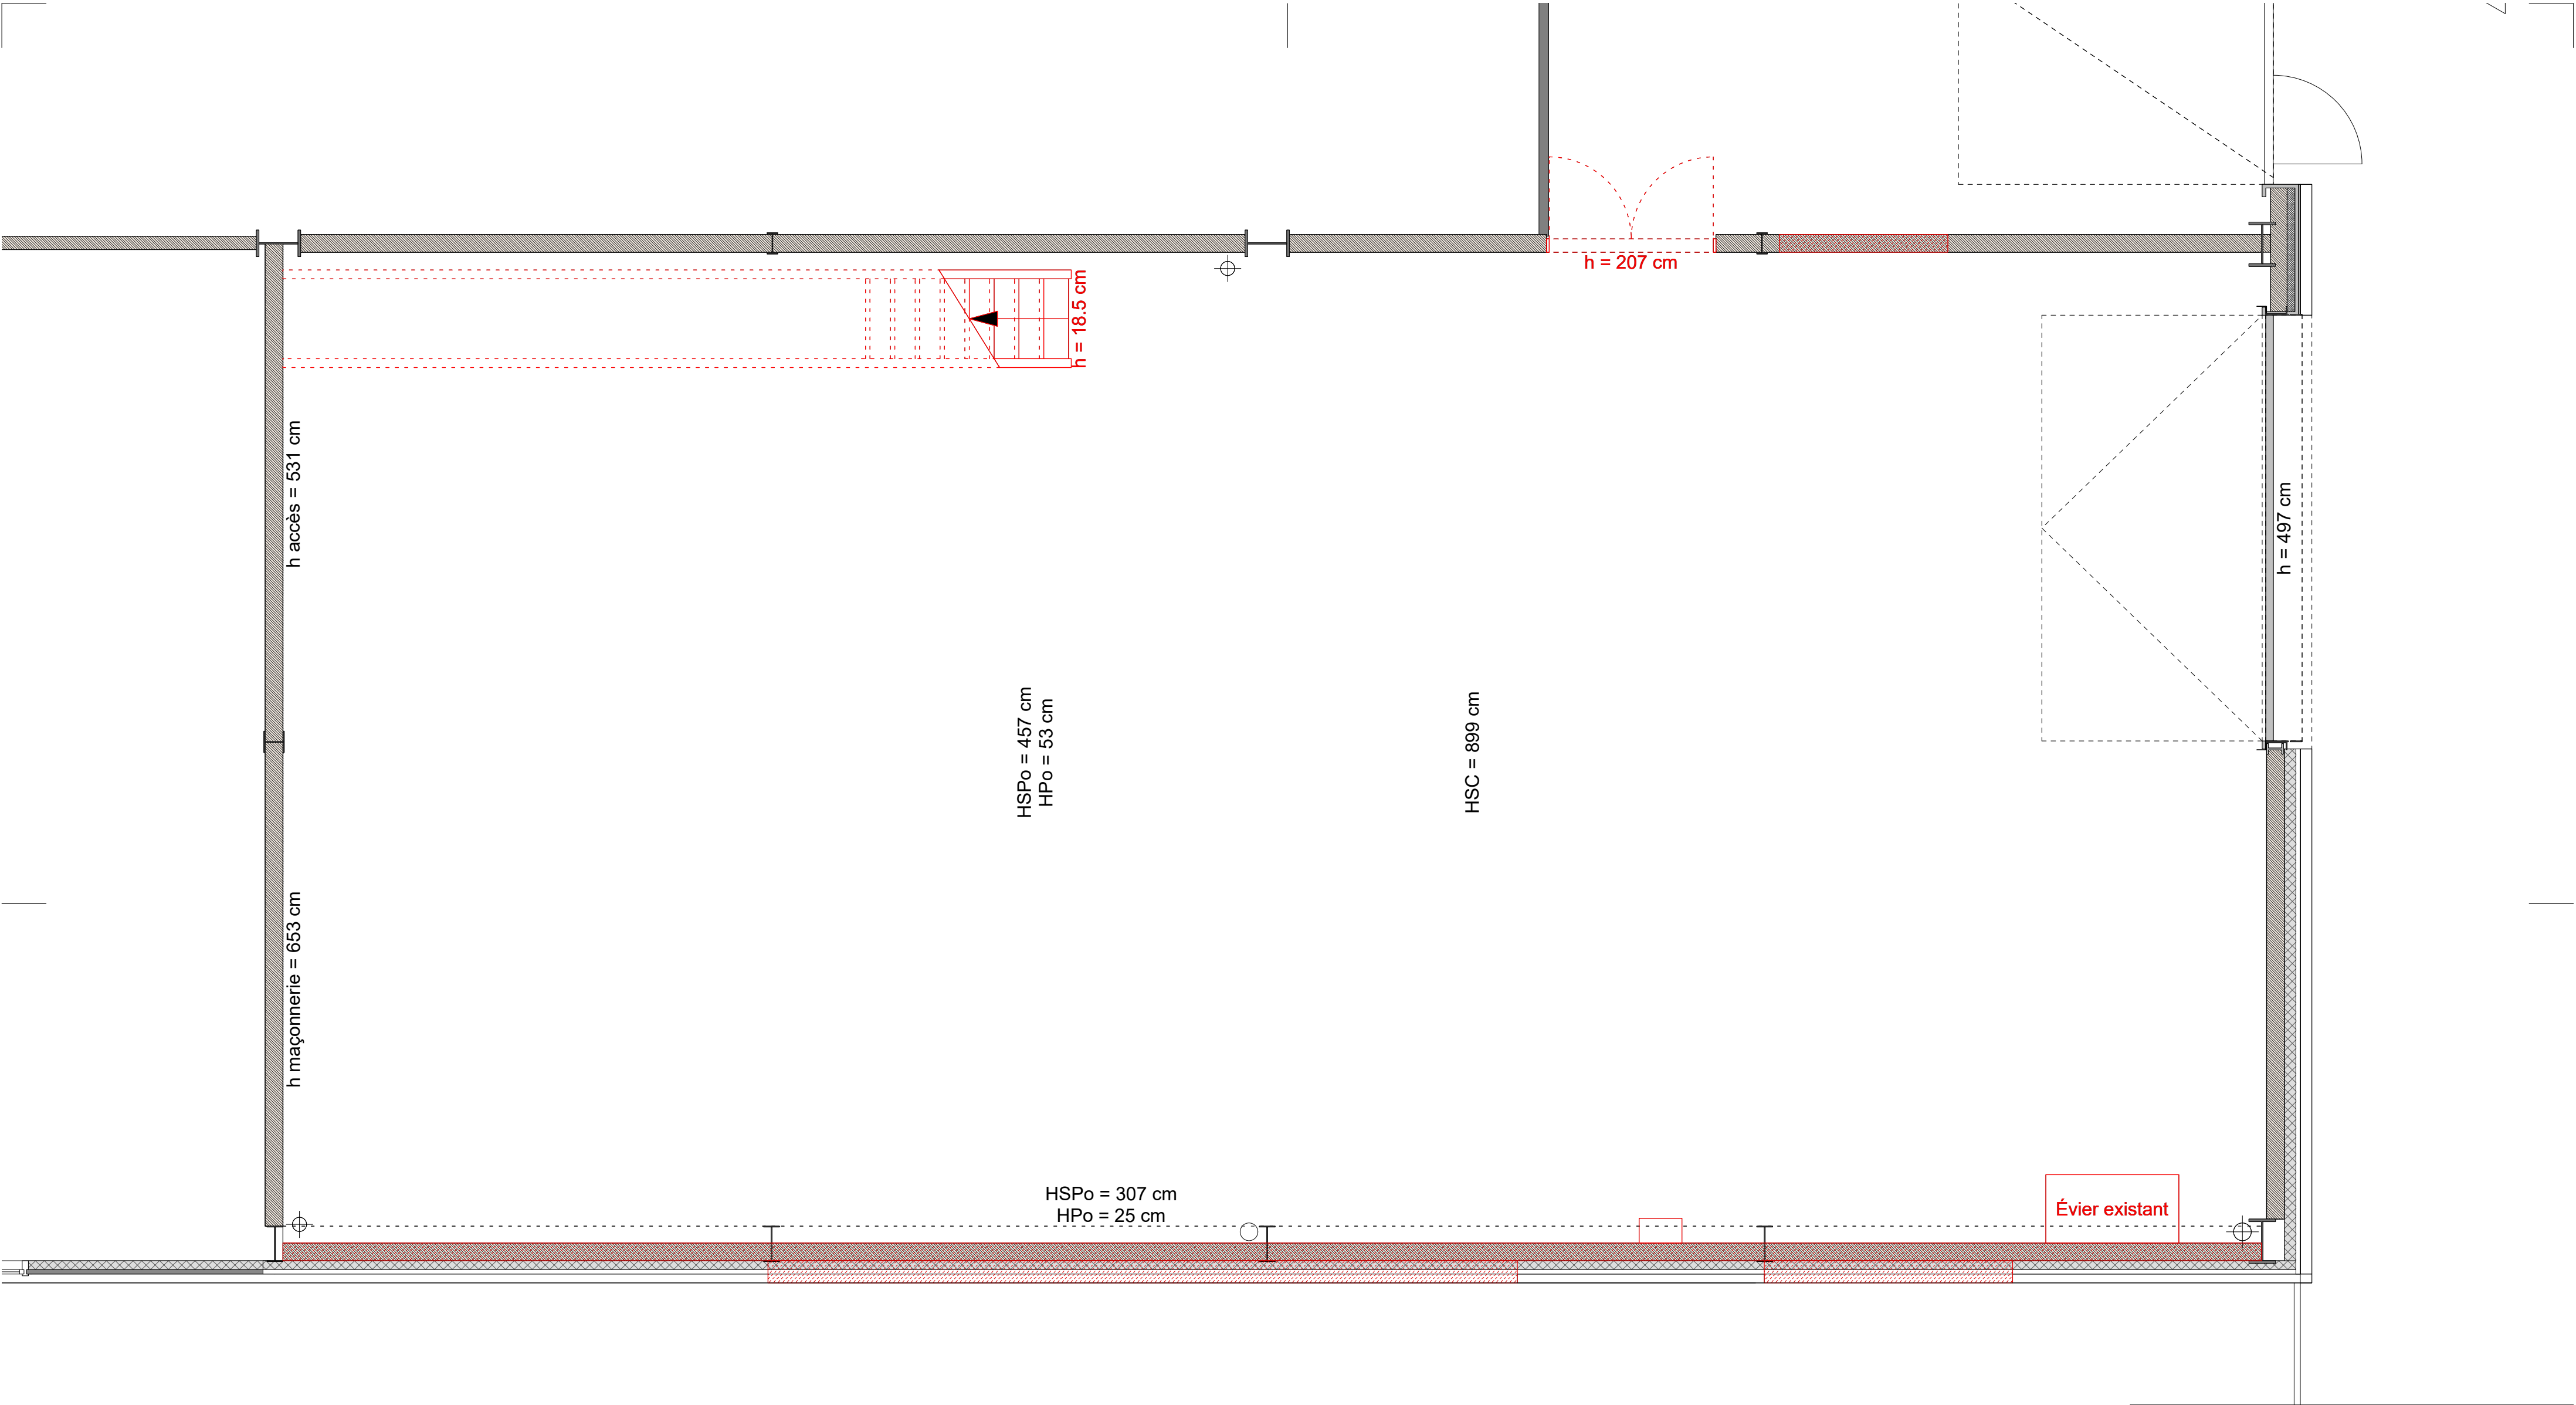 h = 207 cm
h = 18.5 cm
h accès = 531 cm
h = 497 cm
HSPo = 457 cm
HPo = 53 cm
HSC = 899 cm
h maçonnerie = 653 cm
HSPo = 307 cm
HPo = 25 cm
Évier existant